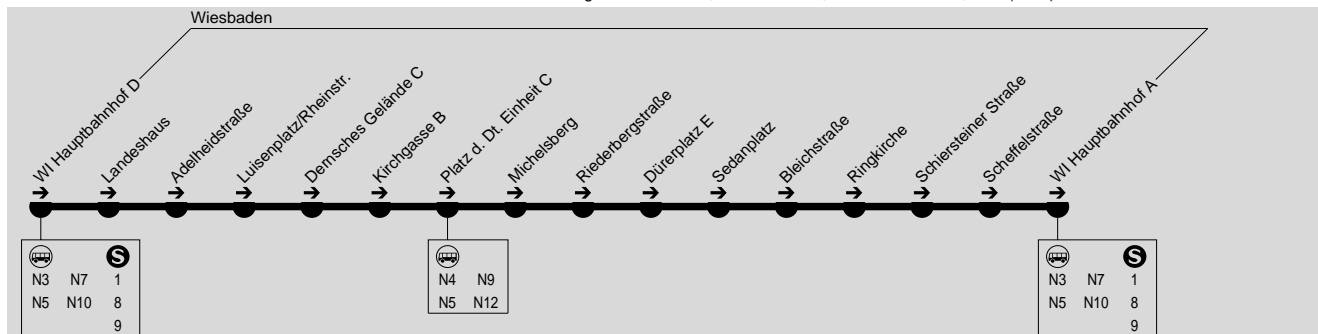 Wiesbaden
WI Hauptbahnhof D
Landeshaus
Adelheidstraße
Luisenplatz/Rheinstr.
Dernsches Gelände C
Kirchgasse B
Platz d. Dt. Einheit C
Michelsberg
Riederbergstraße
Dürerplatz E
Sedanplatz
Bleichstraße
Ringkirche
Schiersteiner Straße
Scheffelstraße
WI Hauptbahnhof A
S
N3 N7 1
N5 N10 8
9
N4 N9
N5 N12
S
N3 N7 1
N5 N10 8
9